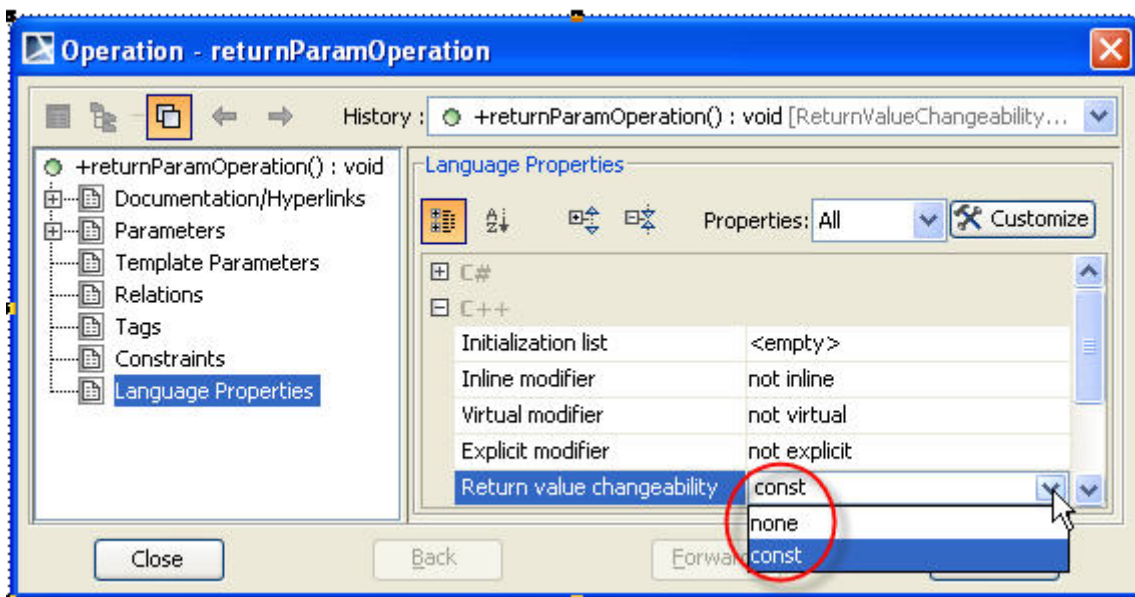 Operation - returnParamOperation
History : +returnParamOperation() : void [ReturnValueChangeability...
+returnParamOperation() : void
Documentation/Hyperlinks
Parameters
Template Parameters
Relations
Tags
Constraints
Language Properties
Language Properties
Properties: All Customize
C#
C++
Initialization list <empty>
Inline modifier not inline
Virtual modifier not virtual
Explicit modifier not explicit
Return value changeability const
none
const
Close Back Forwar